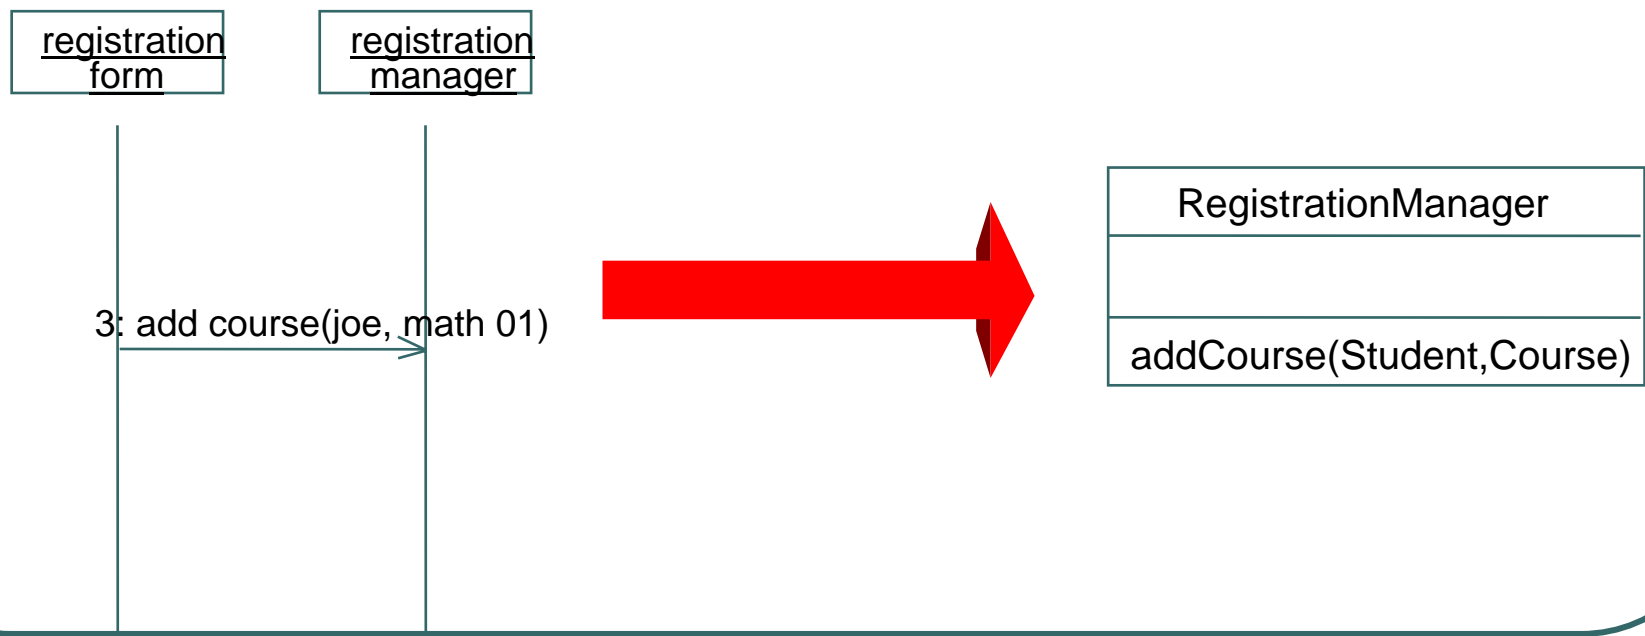 registration
form
registration
manager
3: add course(joe, math 01)
RegistrationManager
addCourse(Student,Course)